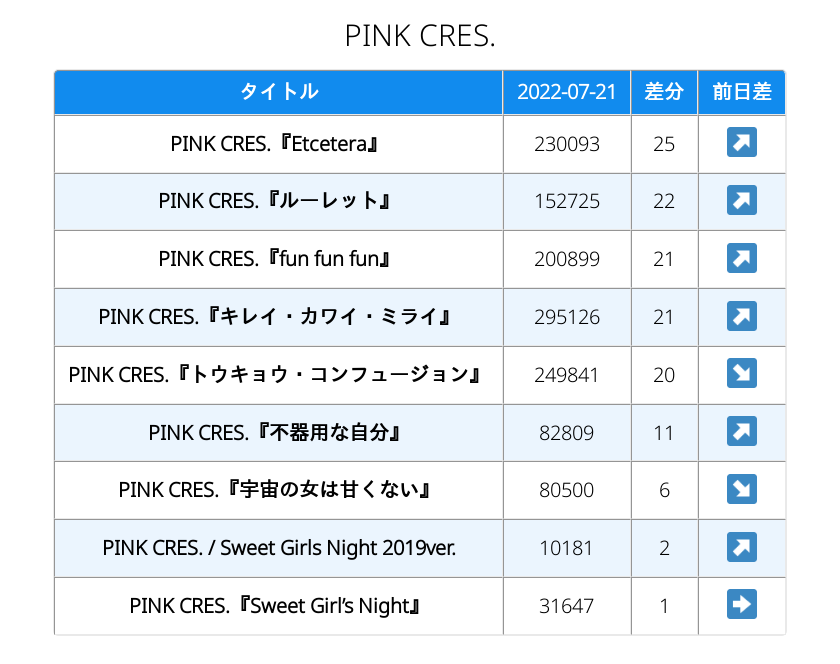 PINK CRES.
タイトル 2022-07-21 差分 前日差
PINK CRES.『Etcetera』 230093 25 ↗
PINK CRES.『ルーレット』 152725 22 ↗
PINK CRES.『fun fun fun』 200899 21 ↗
PINK CRES.『キレイ・カワイ・ミライ』 295126 21 ↗
PINK CRES.『トウキョウ・コンフュージョン』 249841 20 ↘
PINK CRES.『不器用な自分』 82809 11 ↗
PINK CRES.『宇宙の女は甘くない』 80500 6 ↘
PINK CRES. / Sweet Girls Night 2019ver. 10181 2 ↗
PINK CRES.『Sweet Girl’s Night』 31647 1 ➡